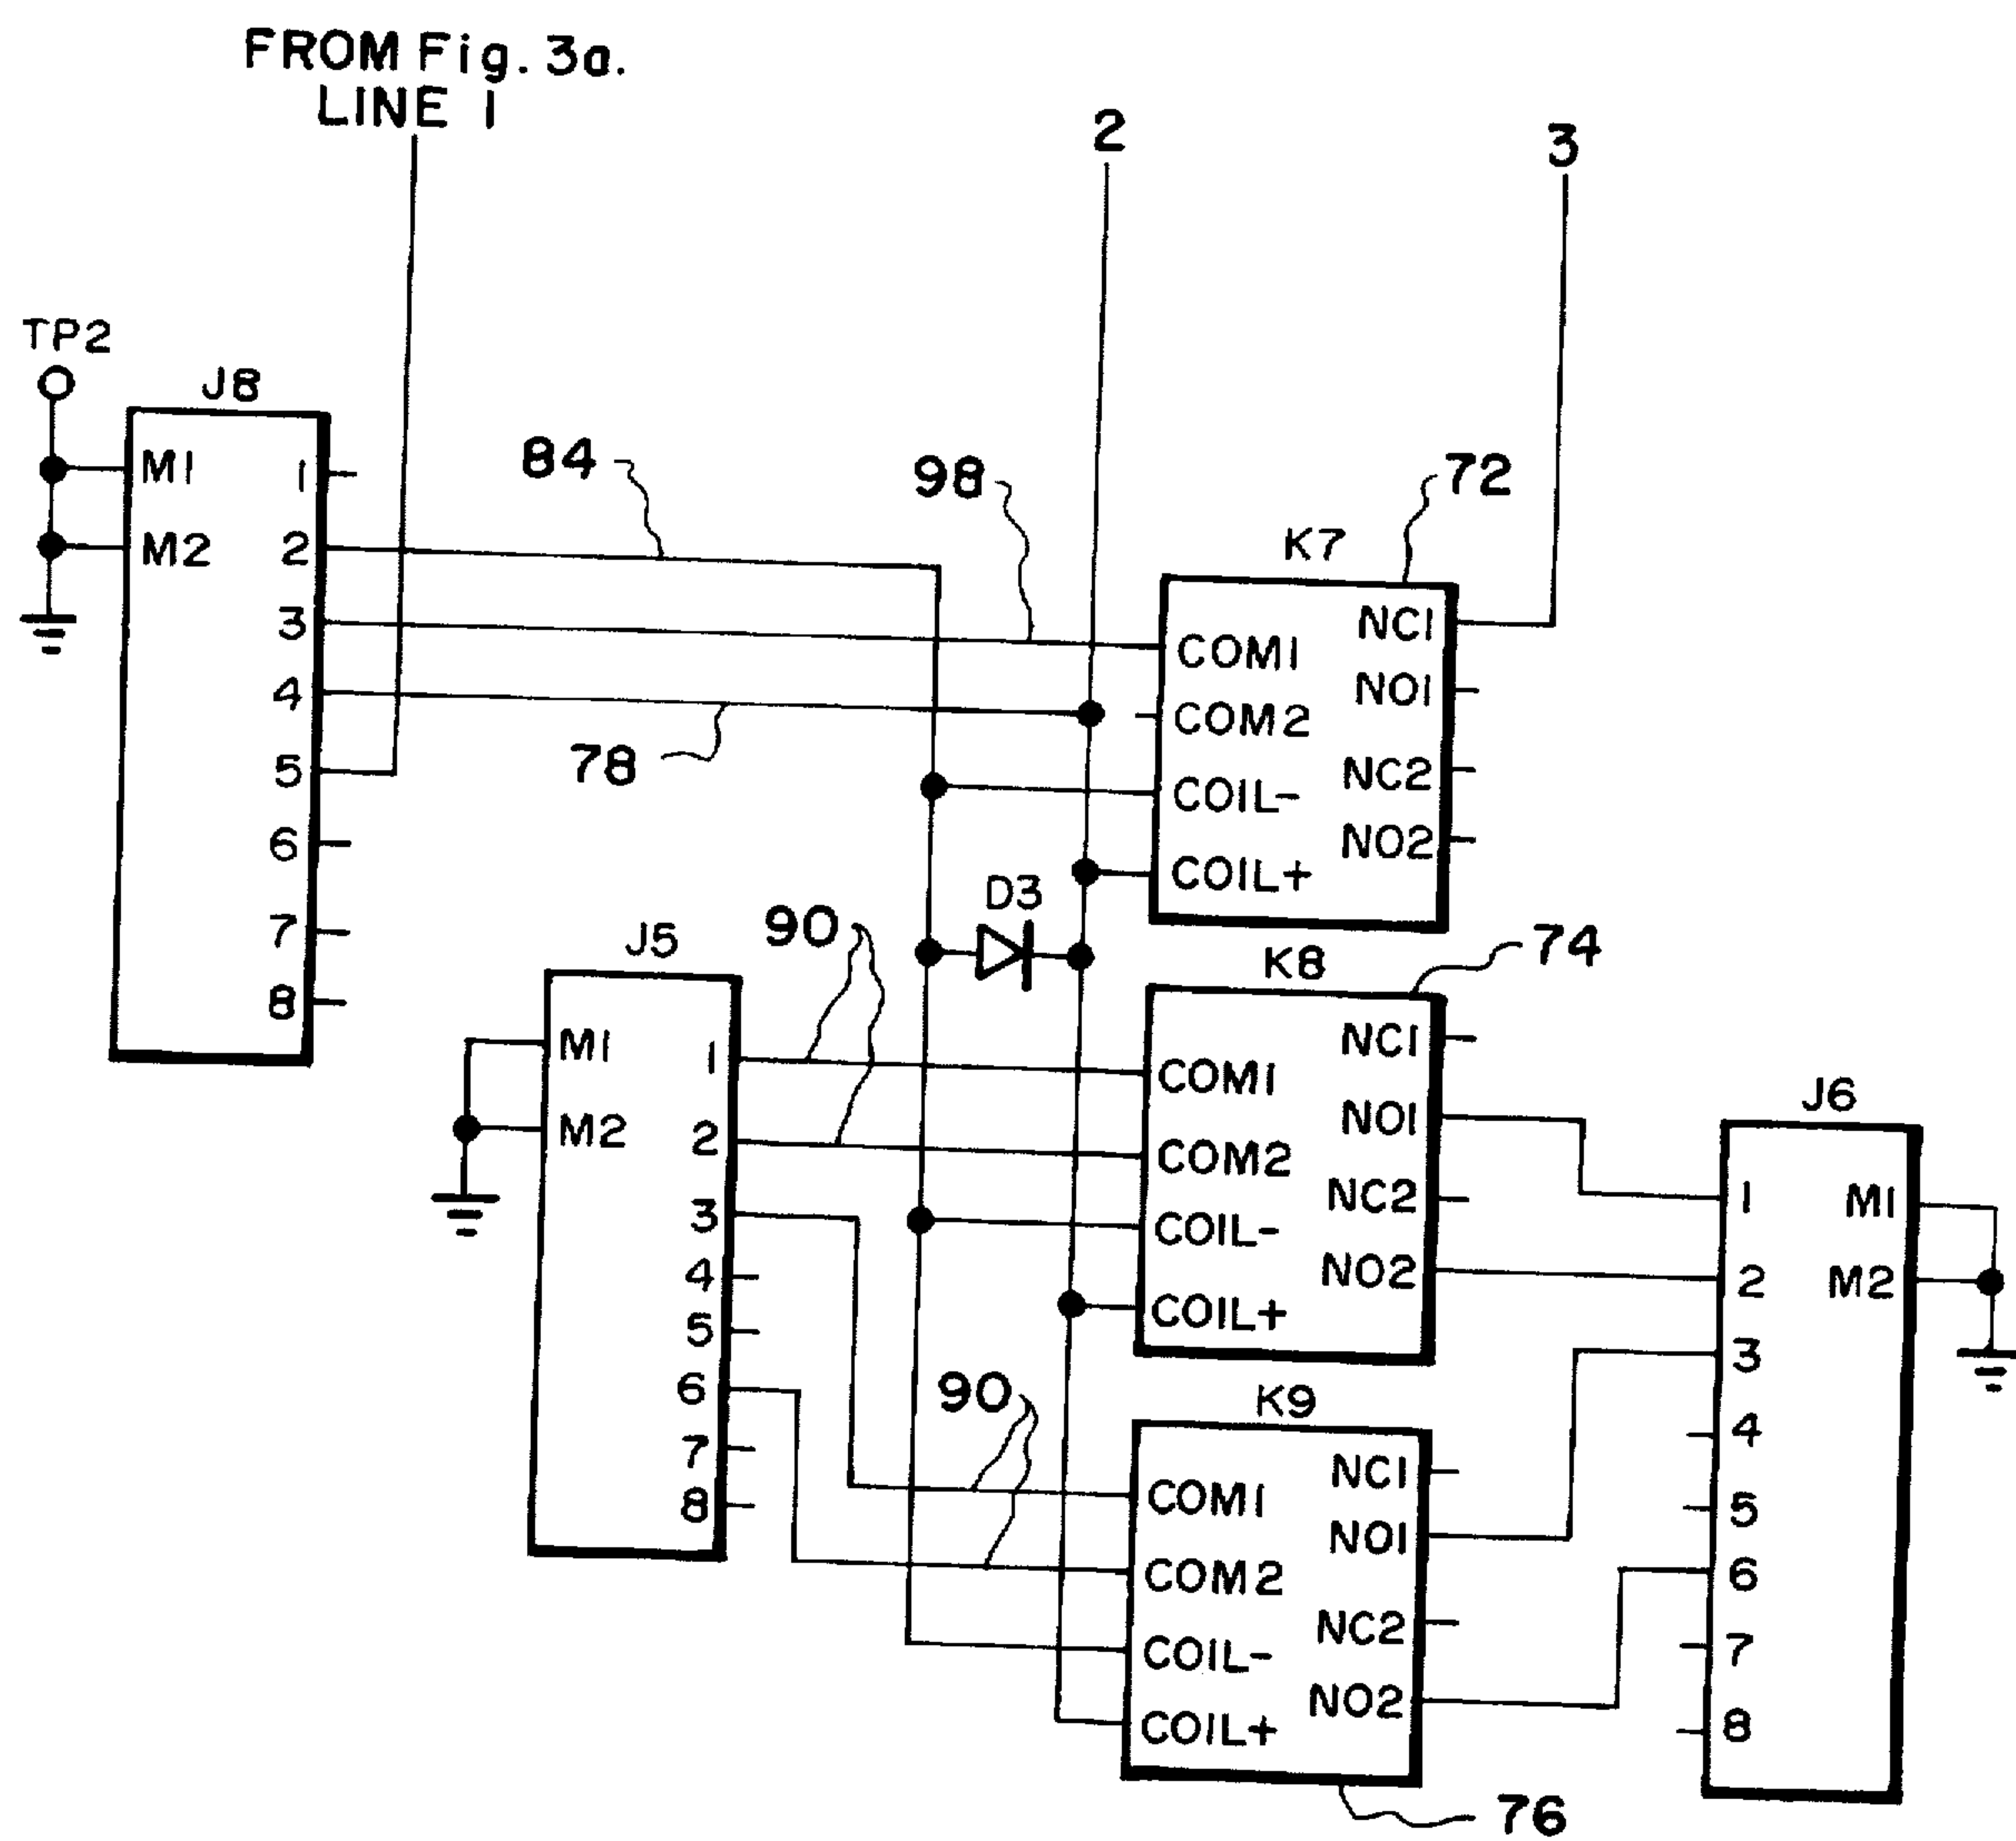 FROM Fig. 3a.
LINE 1
2
3
TP2
J8
M1
M2
1
2
3
4
5
6
7
8
84
98
78
72
K7
COM1
COM2
COIL-
COIL+
NC1
NO1
NC2
NO2
D3
90
J5
M1
M2
1
2
3
4
5
6
7
8
74
K8
COM1
COM2
COIL-
COIL+
NC1
NO1
NC2
NO2
90
K9
COM1
COM2
COIL-
COIL+
NC1
NO1
NC2
NO2
76
J6
1
2
3
4
5
6
7
8
M1
M2